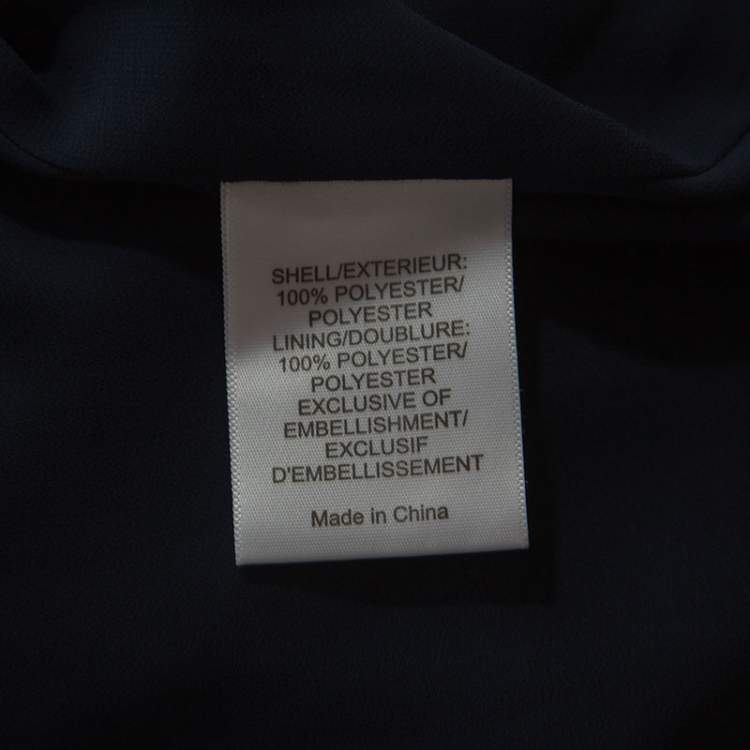 SHELL/EXTERIEUR:
100% POLYESTER/
POLYESTER
LINING/DOUBLURE:
100% POLYESTER/
POLYESTER
EXCLUSIVE OF
EMBELLISHMENT/
EXCLUSIF
D'EMBELLISSEMENT
Made in China